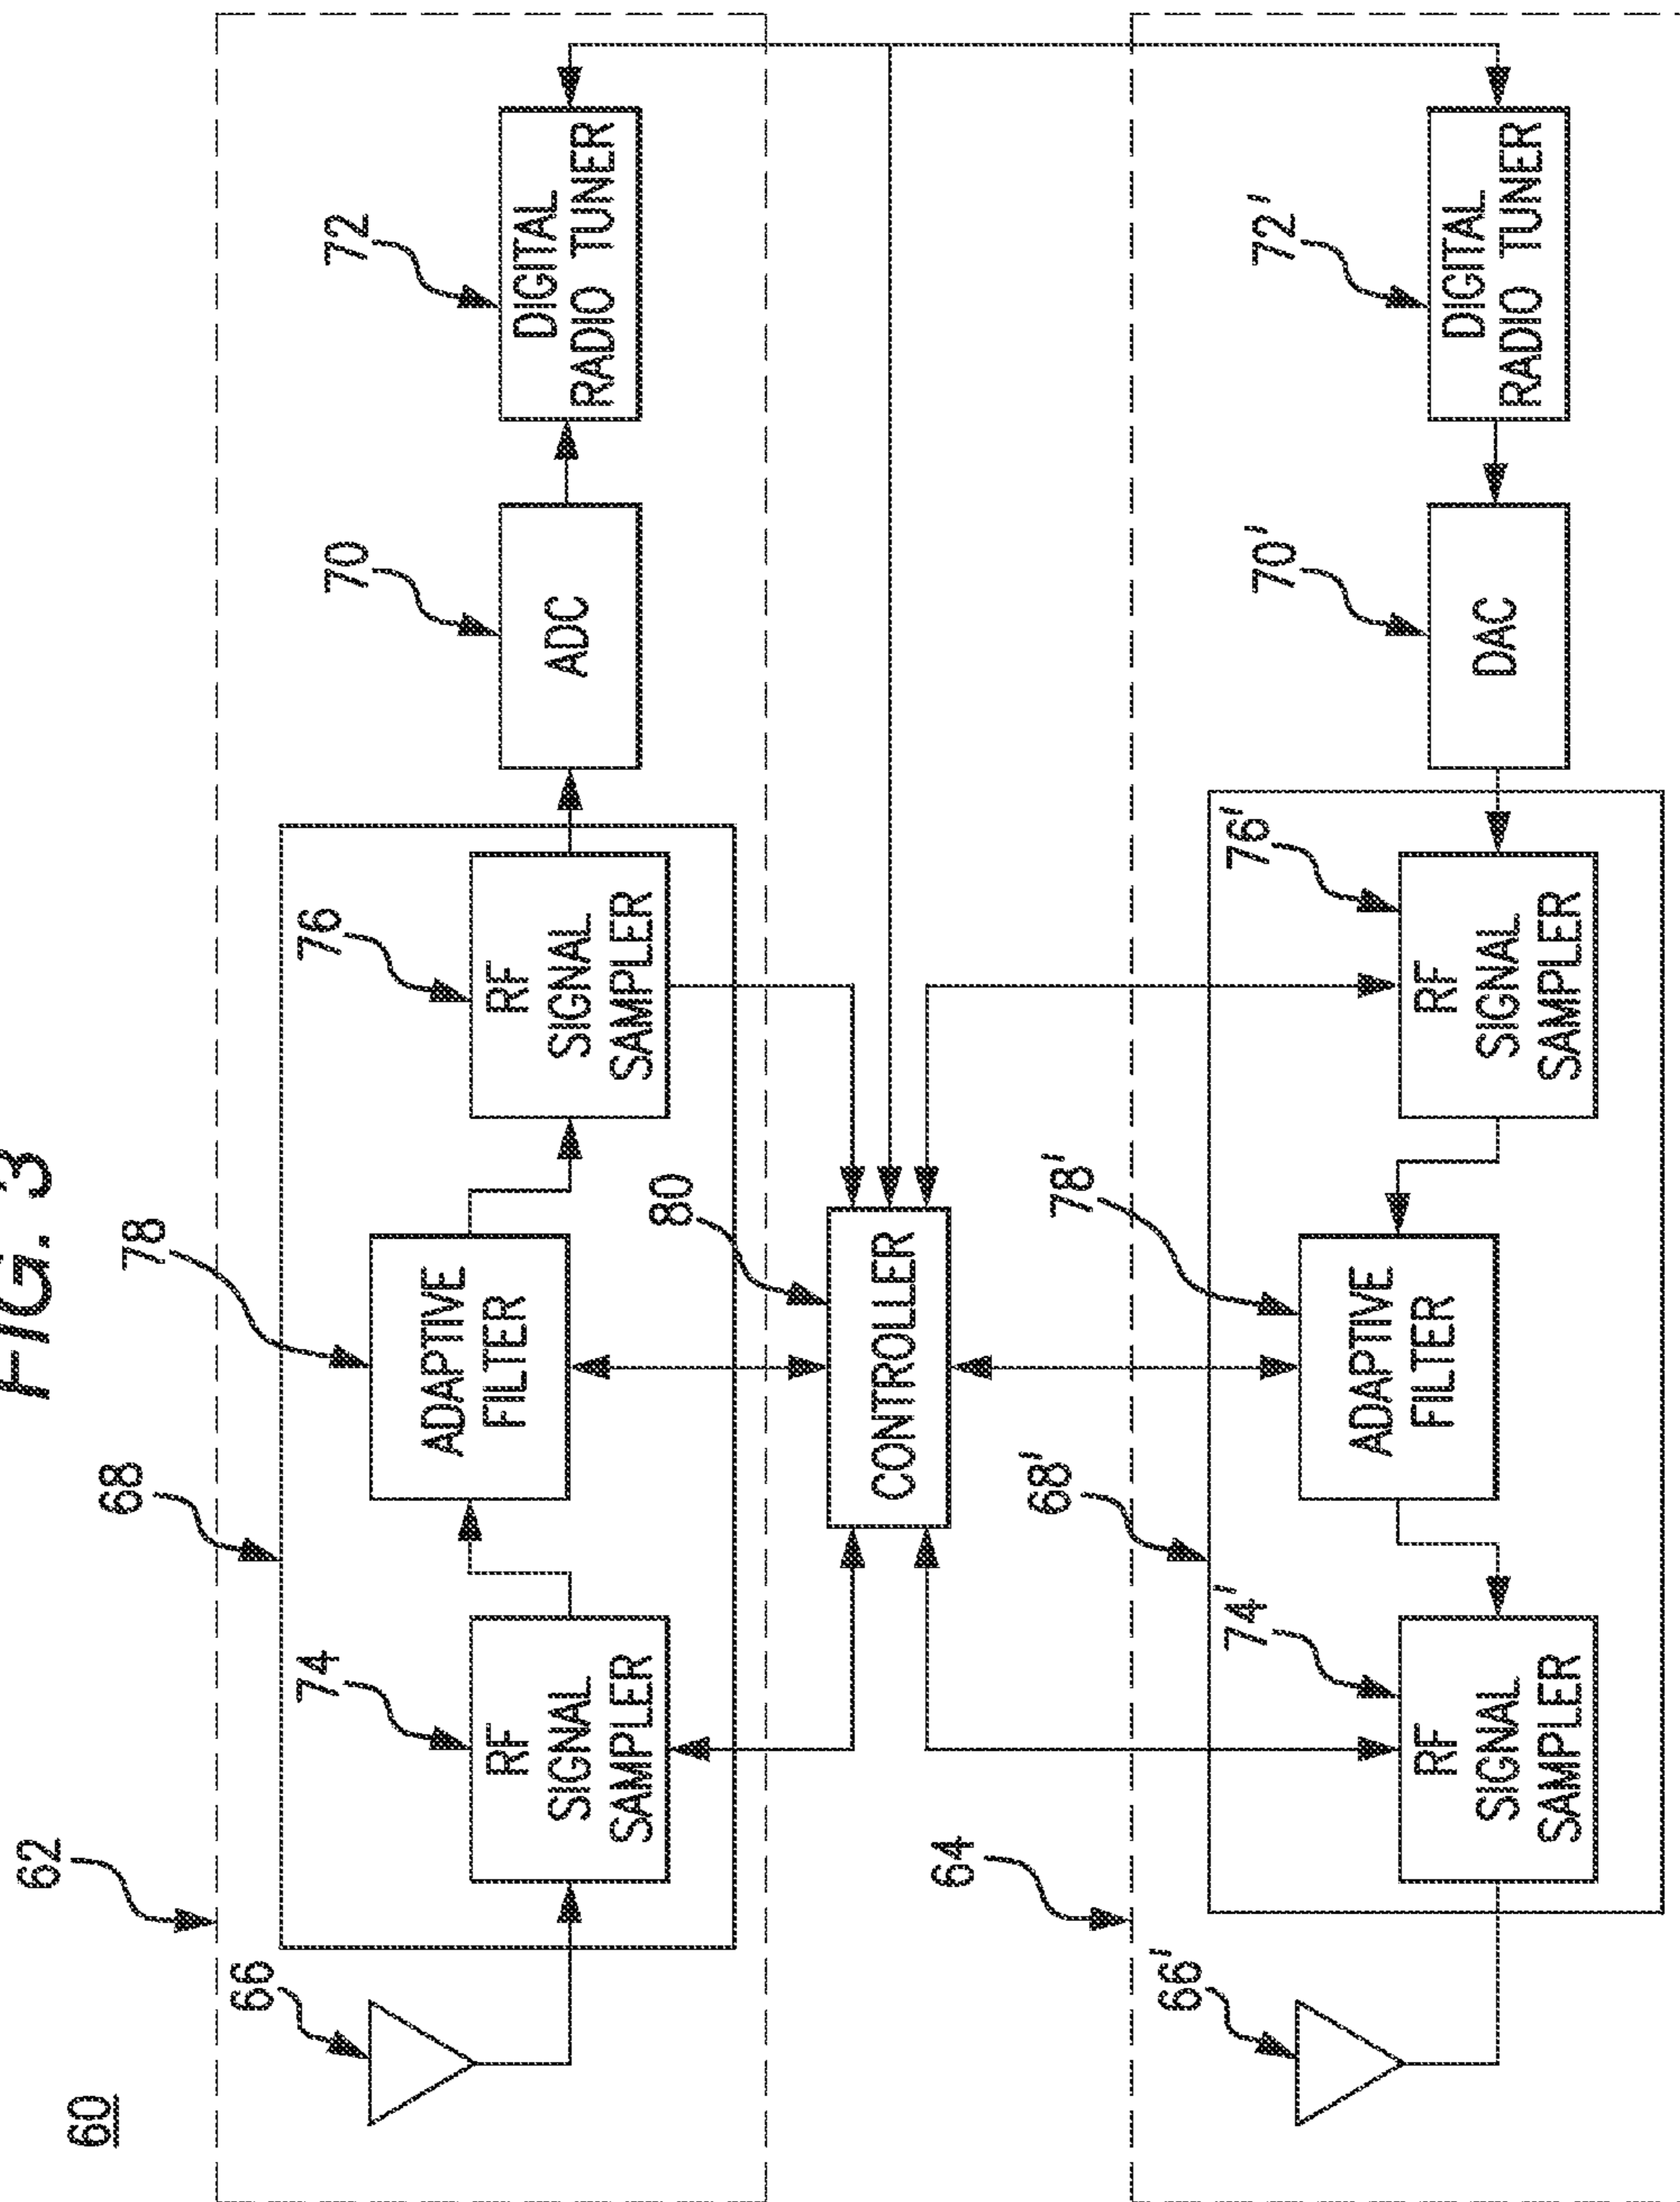 FIG. 3
60
62
66
68
74
RF
SIGNAL
SAMPLER
78
ADAPTIVE
FILTER
76
RF
SIGNAL
SAMPLER
70
ADC
72
DIGITAL
RADIO TUNER
80
CONTROLLER
64
66'
68'
74'
RF
SIGNAL
SAMPLER
78'
ADAPTIVE
FILTER
76'
RF
SIGNAL
SAMPLER
70'
DAC
72'
DIGITAL
RADIO TUNER